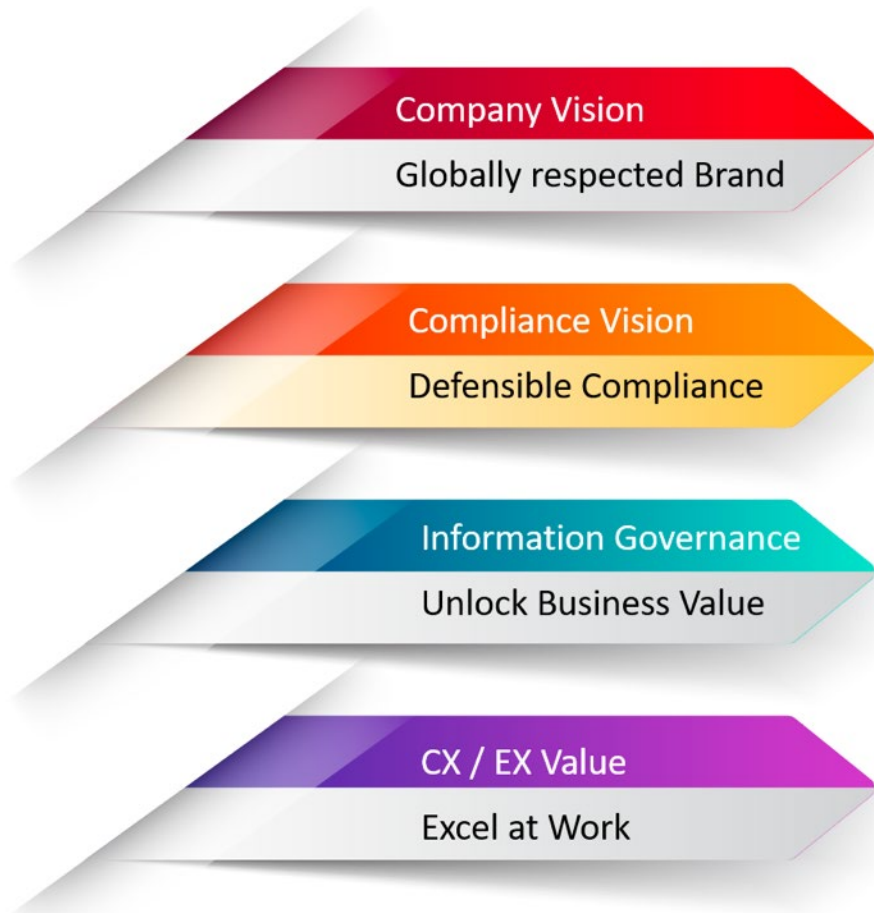 Company Vision
Globally respected Brand
Compliance Vision
Defensible Compliance
Information Governance
Unlock Business Value
CX / EX Value
Excel at Work